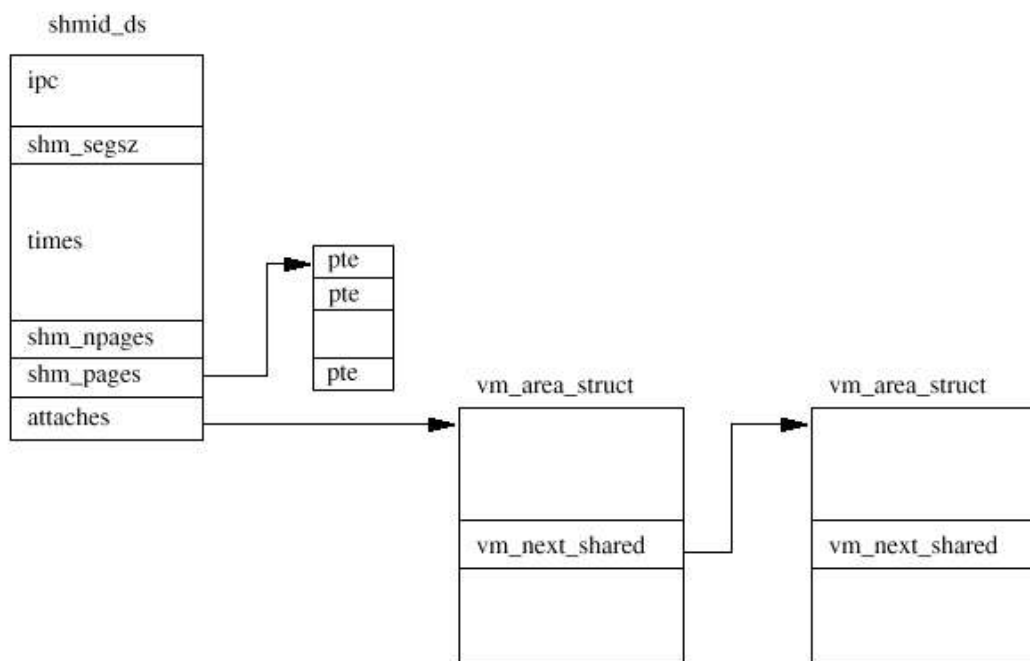 shmid_ds
ipc
shm_segsz
times
shm_npages
shm_pages
attaches
pte
pte
pte
vm_area_struct
vm_next_shared
vm_area_struct
vm_next_shared